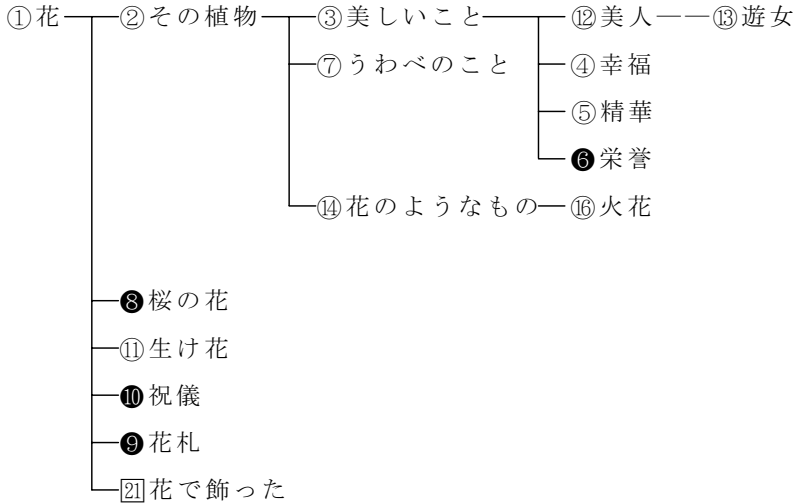 ①花 ②その植物 ③美しいこと ⑫美人 ⑬遊女
⑦うわべのこと ④幸福
⑤精華
❻栄誉
⑭花のようなもの ⑯火花
❽桜の花
⑪生け花
❿祝儀
❾花札
21花で飾った